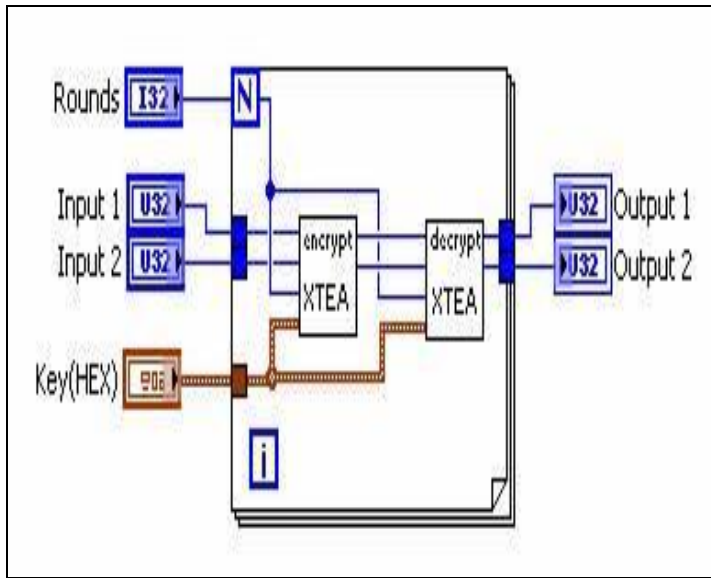 Rounds
I32
N
Input 1
U32
Input 2
U32
encrypt
XTEA
decrypt
XTEA
U32
Output 1
U32
Output 2
Key(HEX)
i